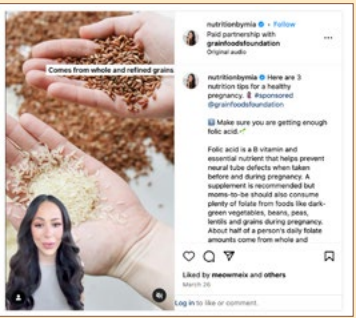 nutritionbymia • Follow
Paid partnership with
grainfoodsfoundation
Original audio
Comes from whole and refined grains
nutritionbymia Here are 3
nutrition tips for a healthy
pregnancy. #sponsored
@grainfoodsfoundation
1 Make sure you are getting enough
folic acid
Folic acid is a B vitamin and
essential nutrient that helps prevent
neural tube defects when taken
before and during pregnancy. A
supplement is recommended but
moms-to-be should also consume
plenty of folate from foods like dark-
green vegetables, beans, peas,
lentils and grains during pregnancy.
About half of a person's daily folate
amounts come from whole and
Liked by meowmeix and others
March 26
Log in to like or comment.